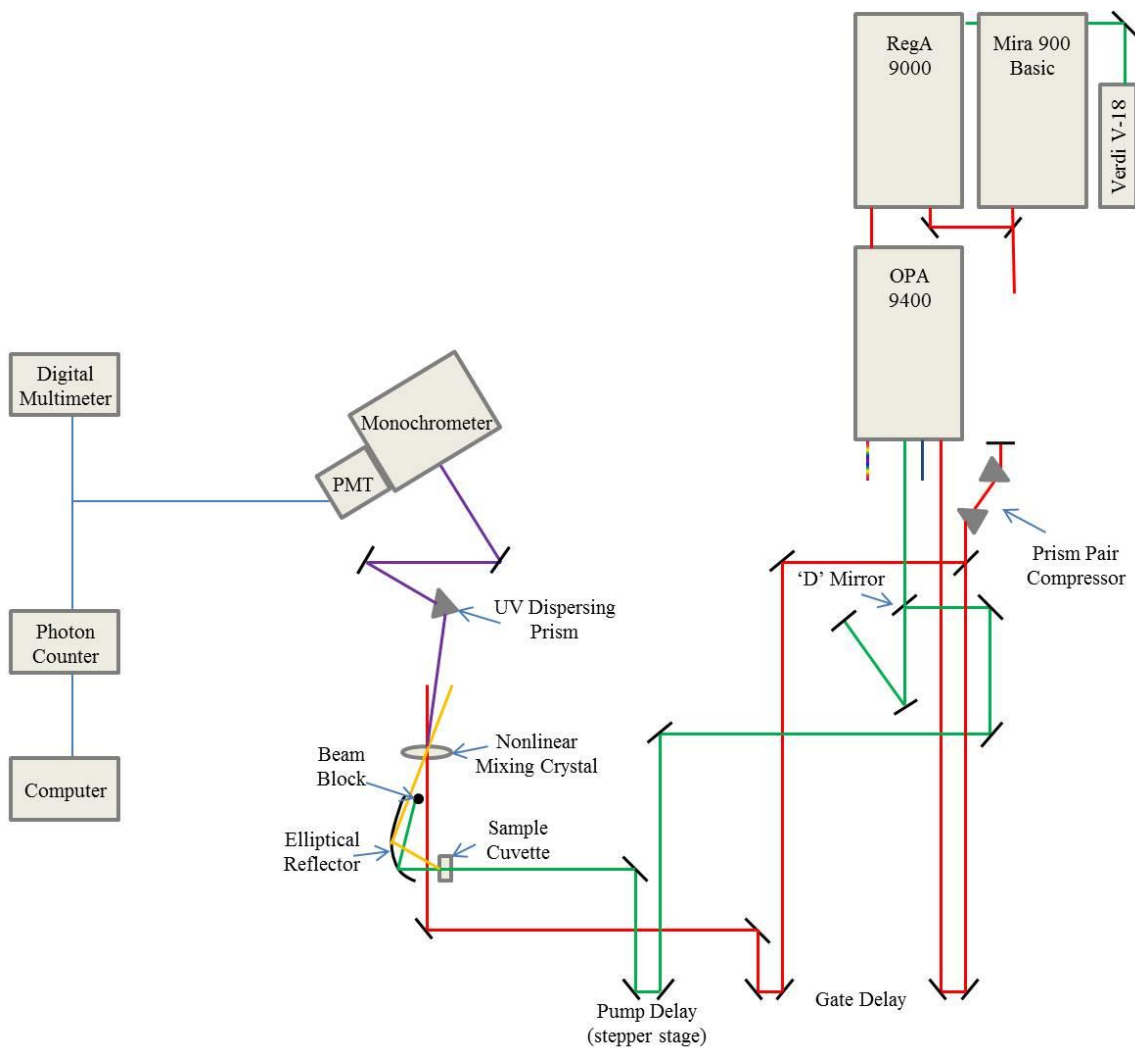 RegA
9000
Mira 900
Basic
Verdi V-18
OPA
9400
Digital
Multimeter
Monochrometer
PMT
Prism Pair
Compressor
‘D’ Mirror
UV Dispersing
Prism
Photon
Counter
Nonlinear
Mixing Crystal
Beam
Block
Computer
Elliptical
Reflector
Sample
Cuvette
Gate Delay
Pump Delay
(stepper stage)